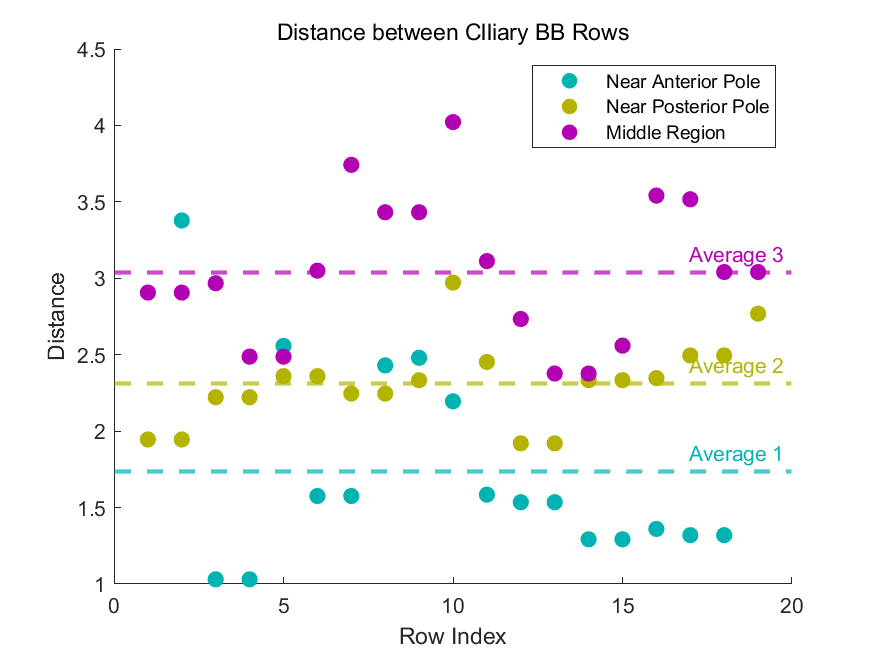 Distance between CIliary BB Rows
4.5
4
3.5
3
2.5
2
1.5
1
0
5
10
15
20
Distance
Row Index
Near Anterior Pole
Near Posterior Pole
Middle Region
Average 3
Average 2
Average 1